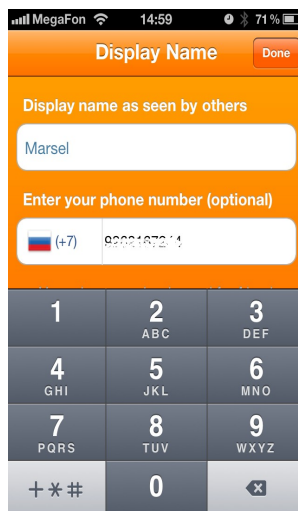 MegaFon 14:59 71 %
Display Name Done
Display name as seen by others
Marsel
Enter your phone number (optional)
(+7)
1 2 3
ABC DEF
4 5 6
GHI JKL MNO
7 8 9
PQRS TUV WXYZ
+*# 0